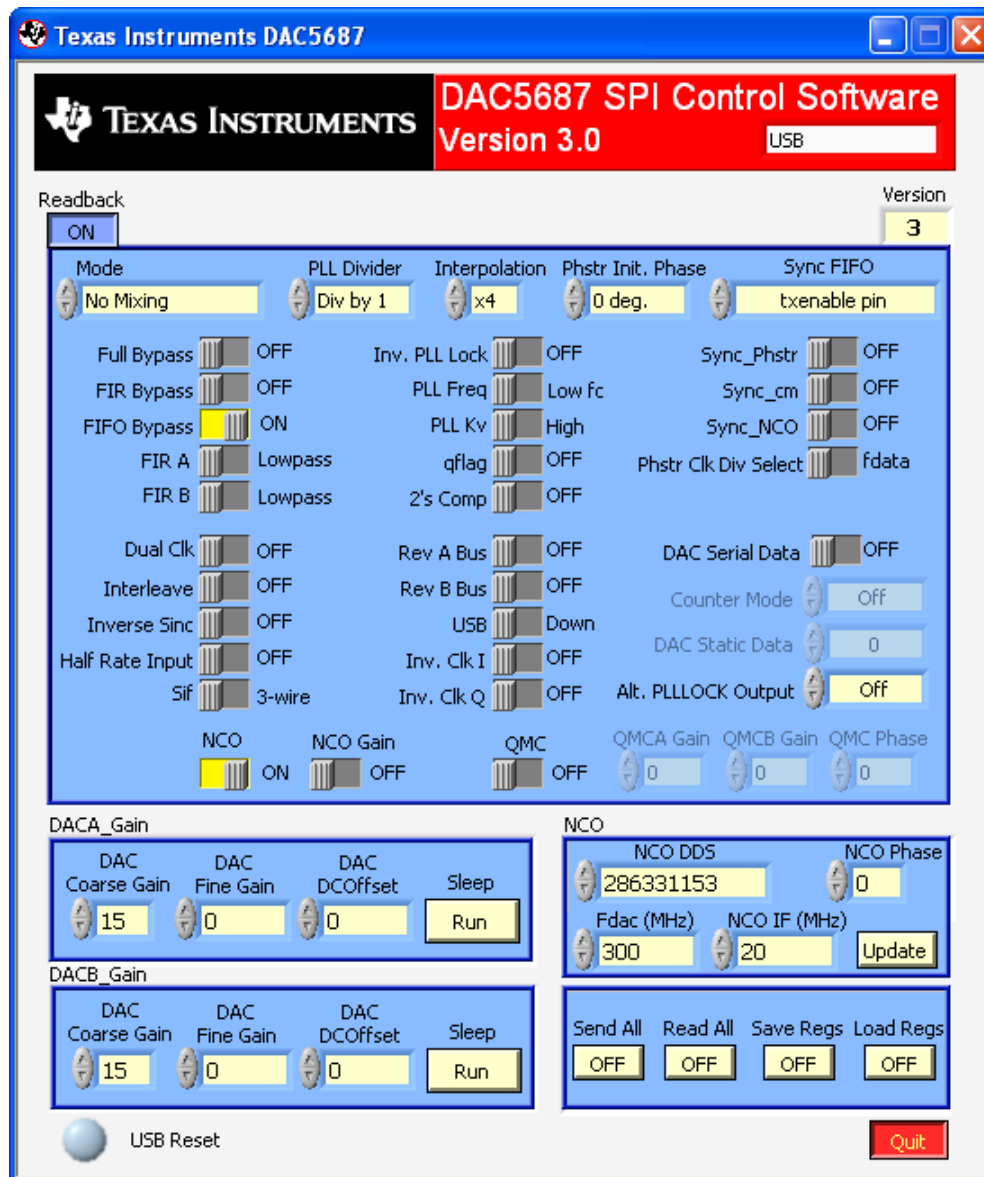 Texas Instruments DAC5687
TEXAS INSTRUMENTS
DAC5687 SPI Control Software
Version 3.0
USB
Readback
ON
Version
3
Mode PLL Divider Interpolation Phstr Init. Phase Sync FIFO
No Mixing Div by 1 x4 0 deg. txenable pin
Full Bypass OFF Inv. PLL Lock OFF Sync_Phstr OFF
FIR Bypass OFF PLL Freq Low fc Sync_cm OFF
FIFO Bypass ON PLL Kv High Sync_NCO OFF
FIR A Lowpass qflag OFF Phstr Clk Div Select fdata
FIR B Lowpass 2's Comp OFF
Dual Clk OFF Rev A Bus OFF DAC Serial Data OFF
Interleave OFF Rev B Bus OFF Counter Mode Off
Inverse Sinc OFF USB Down DAC Static Data 0
Half Rate Input OFF Inv. Clk I OFF
Sif 3-wire Inv. Clk Q OFF Alt. PLLLOCK Output Off
NCO NCO Gain QMC QMCA Gain QMCB Gain QMC Phase
ON OFF OFF 0 0 0
DACA_Gain
DAC Coarse Gain DAC Fine Gain DAC DCOffset Sleep
15 0 0 Run
NCO
NCO DDS NCO Phase
286331153 0
Fdac (MHz) NCO IF (MHz)
300 20 Update
DACB_Gain
DAC Coarse Gain DAC Fine Gain DAC DCOffset Sleep
15 0 0 Run
Send All Read All Save Regs Load Regs
OFF OFF OFF OFF
USB Reset
Quit